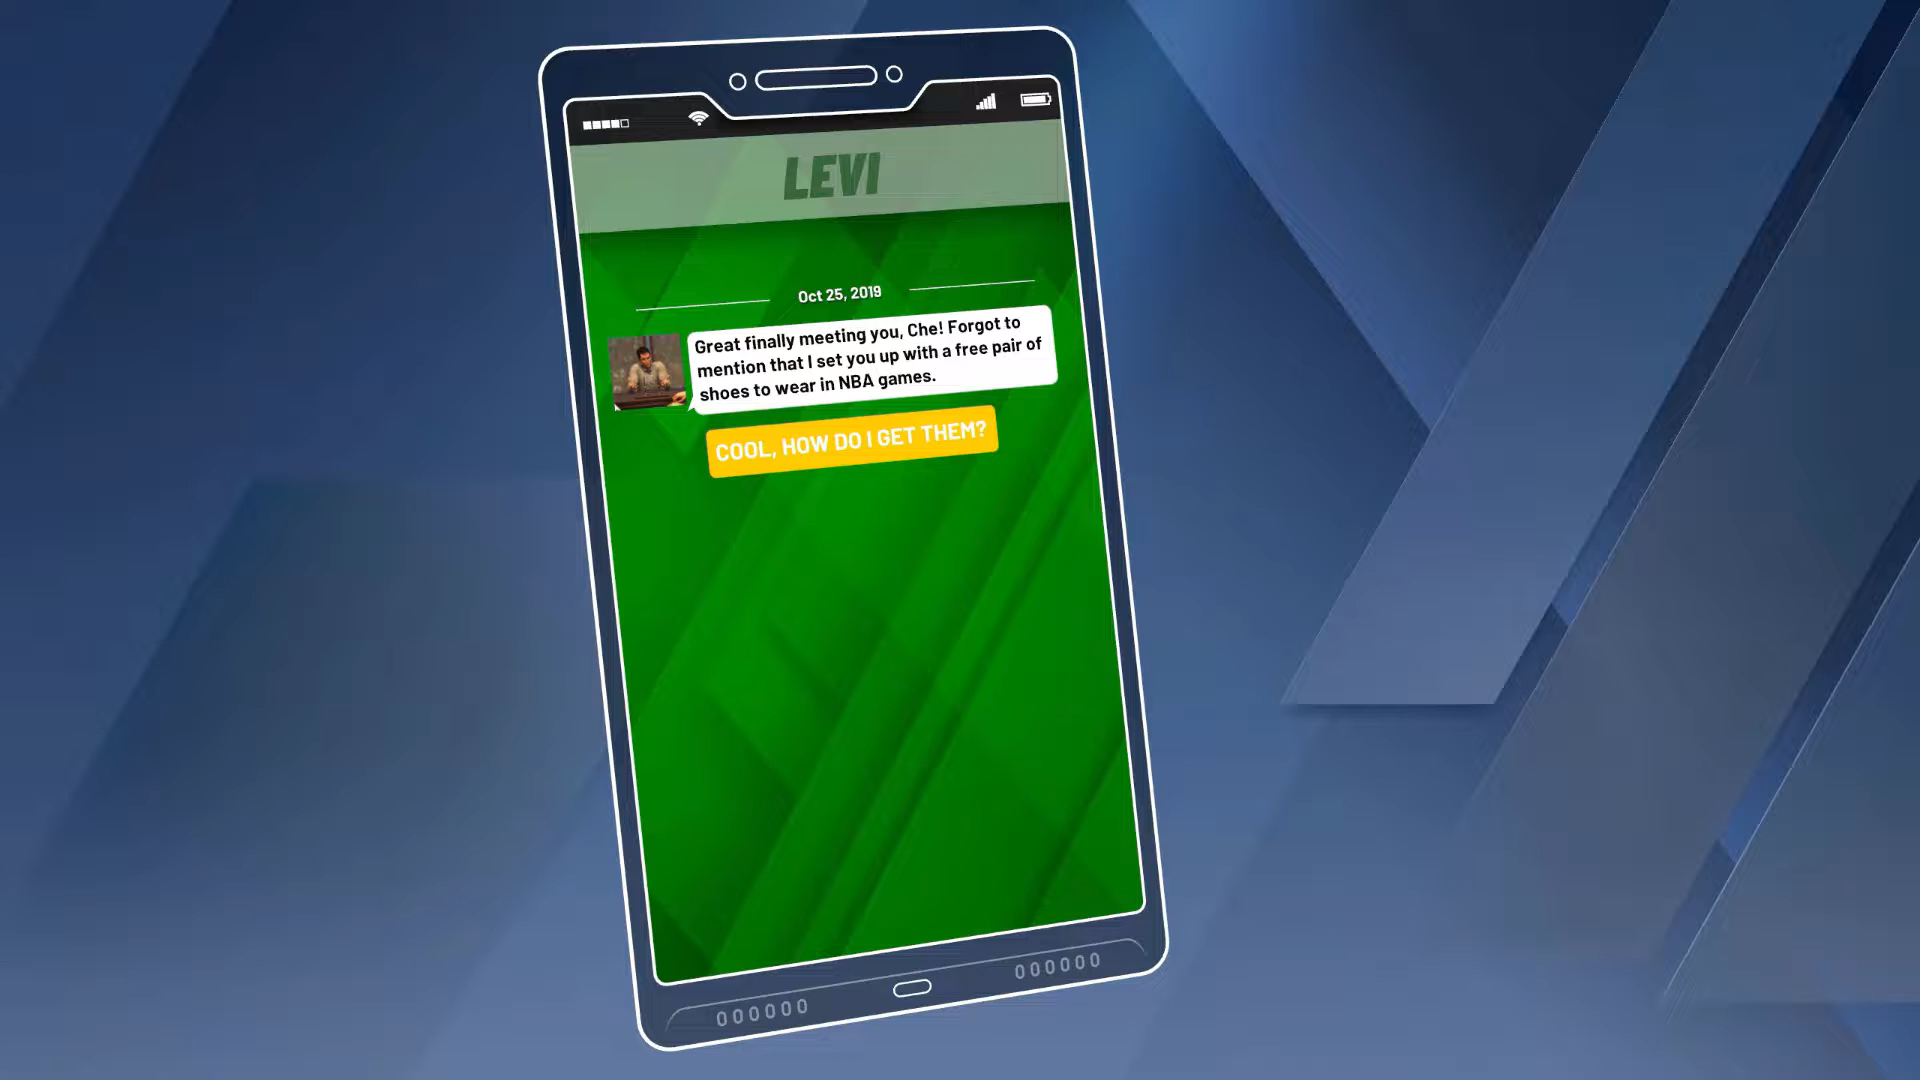 LEVI
Oct 25, 2019
Great finally meeting you, Che! Forgot to
mention that I set you up with a free pair of
shoes to wear in NBA games.
COOL, HOW DO I GET THEM?